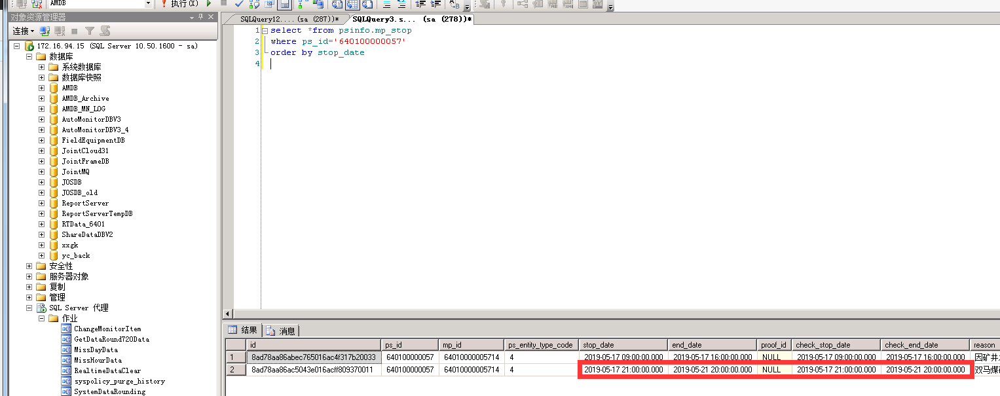 AMDB
执行(X)
对象资源管理器
连接
172.16.94.15 (SQL Server 10.50.1600 - sa)
数据库
系统数据库
数据库快照
AMDB
AMDB_Archive
AMDB_MN_LOG
AutoMonitorDBV3
AutoMonitorDBV3_4
FieldEquipmentDB
JointCloud31
JointFrameDB
JointMQ
JOSDB
JOSDB_old
ReportServer
ReportServerTempDB
RTData_6401
ShareDataDBV2
xxgk
yc_back
安全性
服务器对象
复制
管理
SQL Server 代理
作业
ChangeMonitorItem
GetDataRound720Data
MissDayData
MissHourData
RealtimeDataClear
syspolicy_purge_history
SystemDataRounding
SQLQuery12....(sa (287))* SQLQuery3.s... (sa (278))*
1 select *from psinfo.mp_stop
2 where ps_id='640100000057'
3 order by stop_date
4
结果 消息
id ps_id mp_id ps_entity_type_code stop_date end_date proof_id check_stop_date check_end_date reason
1 8ad78aa86abec765016ac4f317b20033 640100000057 64010000005714 4 2019-05-17 09:00:00.000 2019-05-17 16:00:00.000 NULL 2019-05-17 09:00:00.000 2019-05-17 16:00:00.000 因矿井
2 8ad78aa86ac5043e016acff809370011 640100000057 64010000005714 4 2019-05-17 21:00:00.000 2019-05-21 20:00:00.000 NULL 2019-05-17 21:00:00.000 2019-05-21 20:00:00.000 双马煤